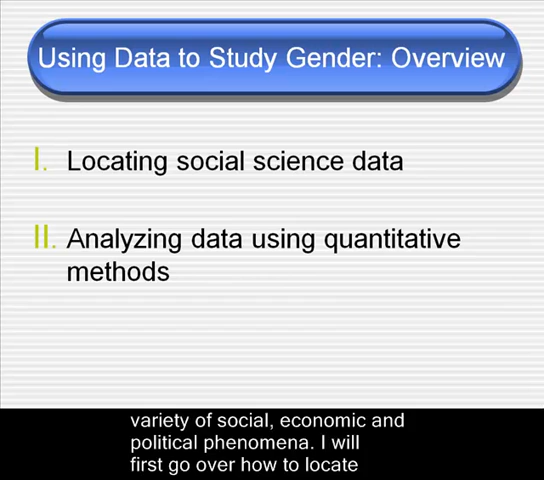 Using Data to Study Gender: Overview
I. Locating social science data
II. Analyzing data using quantitative
methods
variety of social, economic and
political phenomena. I will
first go over how to locate